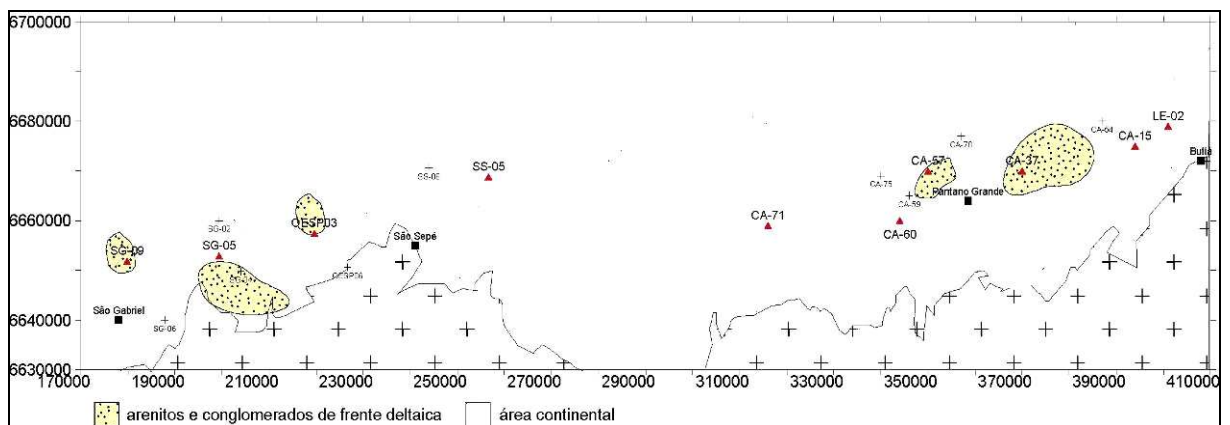 6700000
6680000
6660000
6640000
6630000
LE-02
CA-15
CA-64
CA-70
CA-57
CA-37
Butiá
CA-75
SS-06
SS-05
CA-59
Pântano Grande
SG-02
OESP03
CA-71
CA-60
São Sepé
SG-09
SG-05
São Gabriel
SG-06
170000 190000 210000 230000 250000 270000 290000 310000 330000 350000 370000 390000 410000
arenitos e conglomerados de frente deltaica área continental